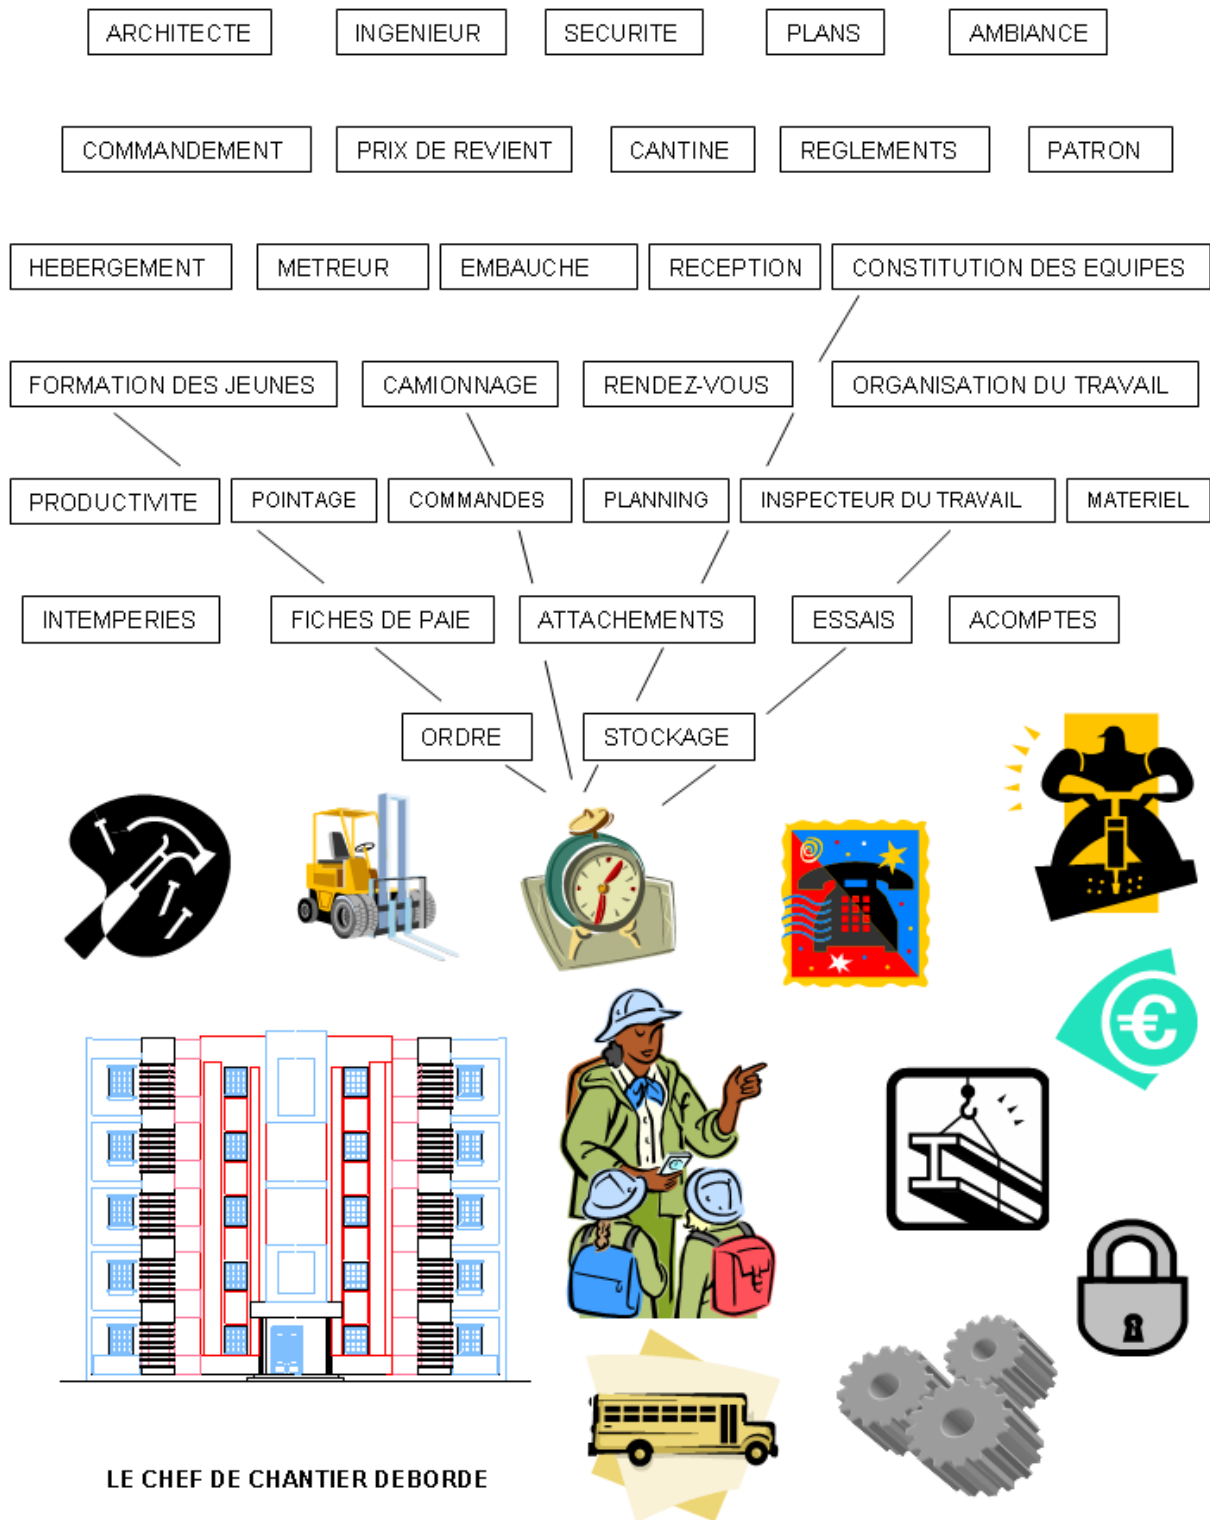 ARCHITECTE INGENIEUR SECURITE PLANS AMBIANCE
COMMANDEMENT PRIX DE REVIENT CANTINE REGLEMENTS PATRON
HEBERGEMENT METREUR EMBAUCHE RECEPTION CONSTITUTION DES EQUIPES
FORMATION DES JEUNES CAMIONNAGE RENDEZ-VOUS ORGANISATION DU TRAVAIL
PRODUCTIVITE POINTAGE COMMANDES PLANNING INSPECTEUR DU TRAVAIL MATERIEL
INTEMPERIES FICHES DE PAIE ATTACHEMENTS ESSAIS ACOMPTES
ORDRE STOCKAGE
€
LE CHEF DE CHANTIER DEBORDE